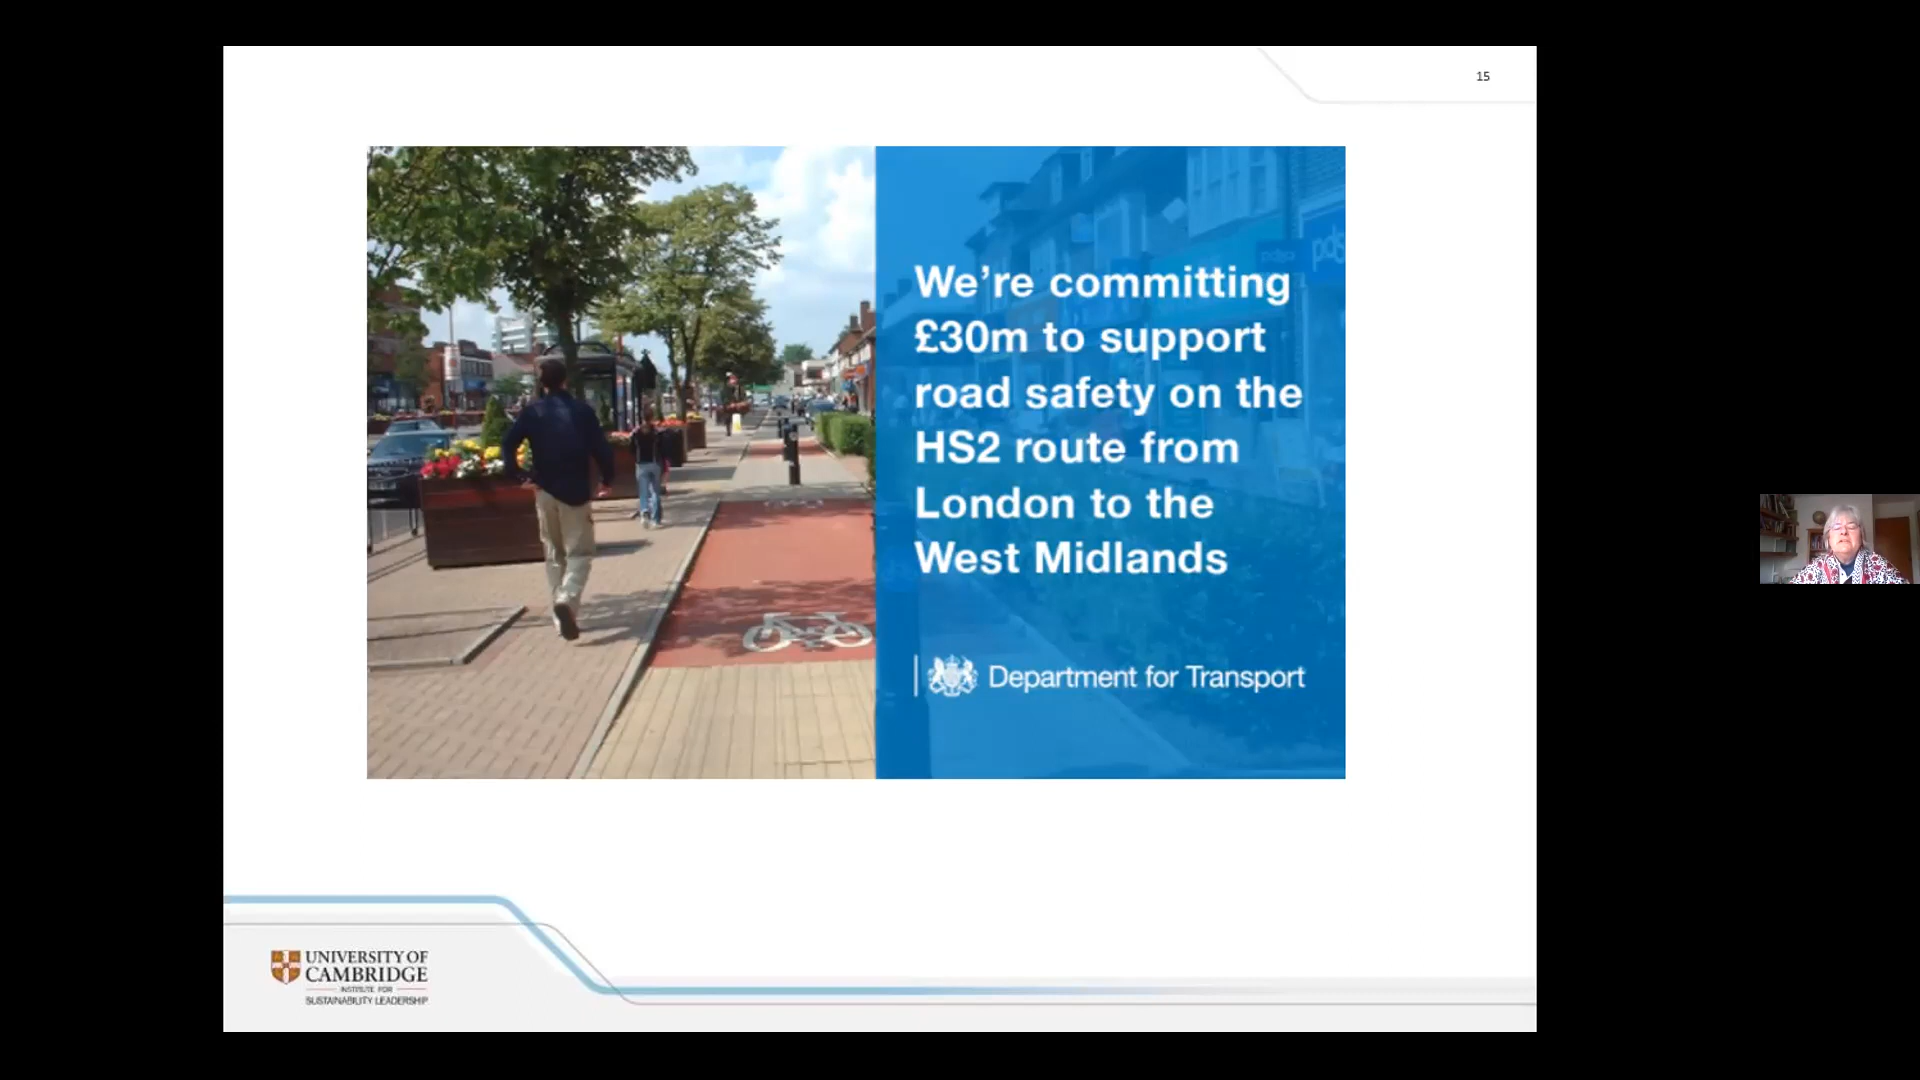 15
We're committing
£30m to support
road safety on the
HS2 route from
London to the
West Midlands
Department for Transport
UNIVERSITY OF
CAMBRIDGE
INSTITUTE FOR
SUSTAINABILITY LEADERSHIP